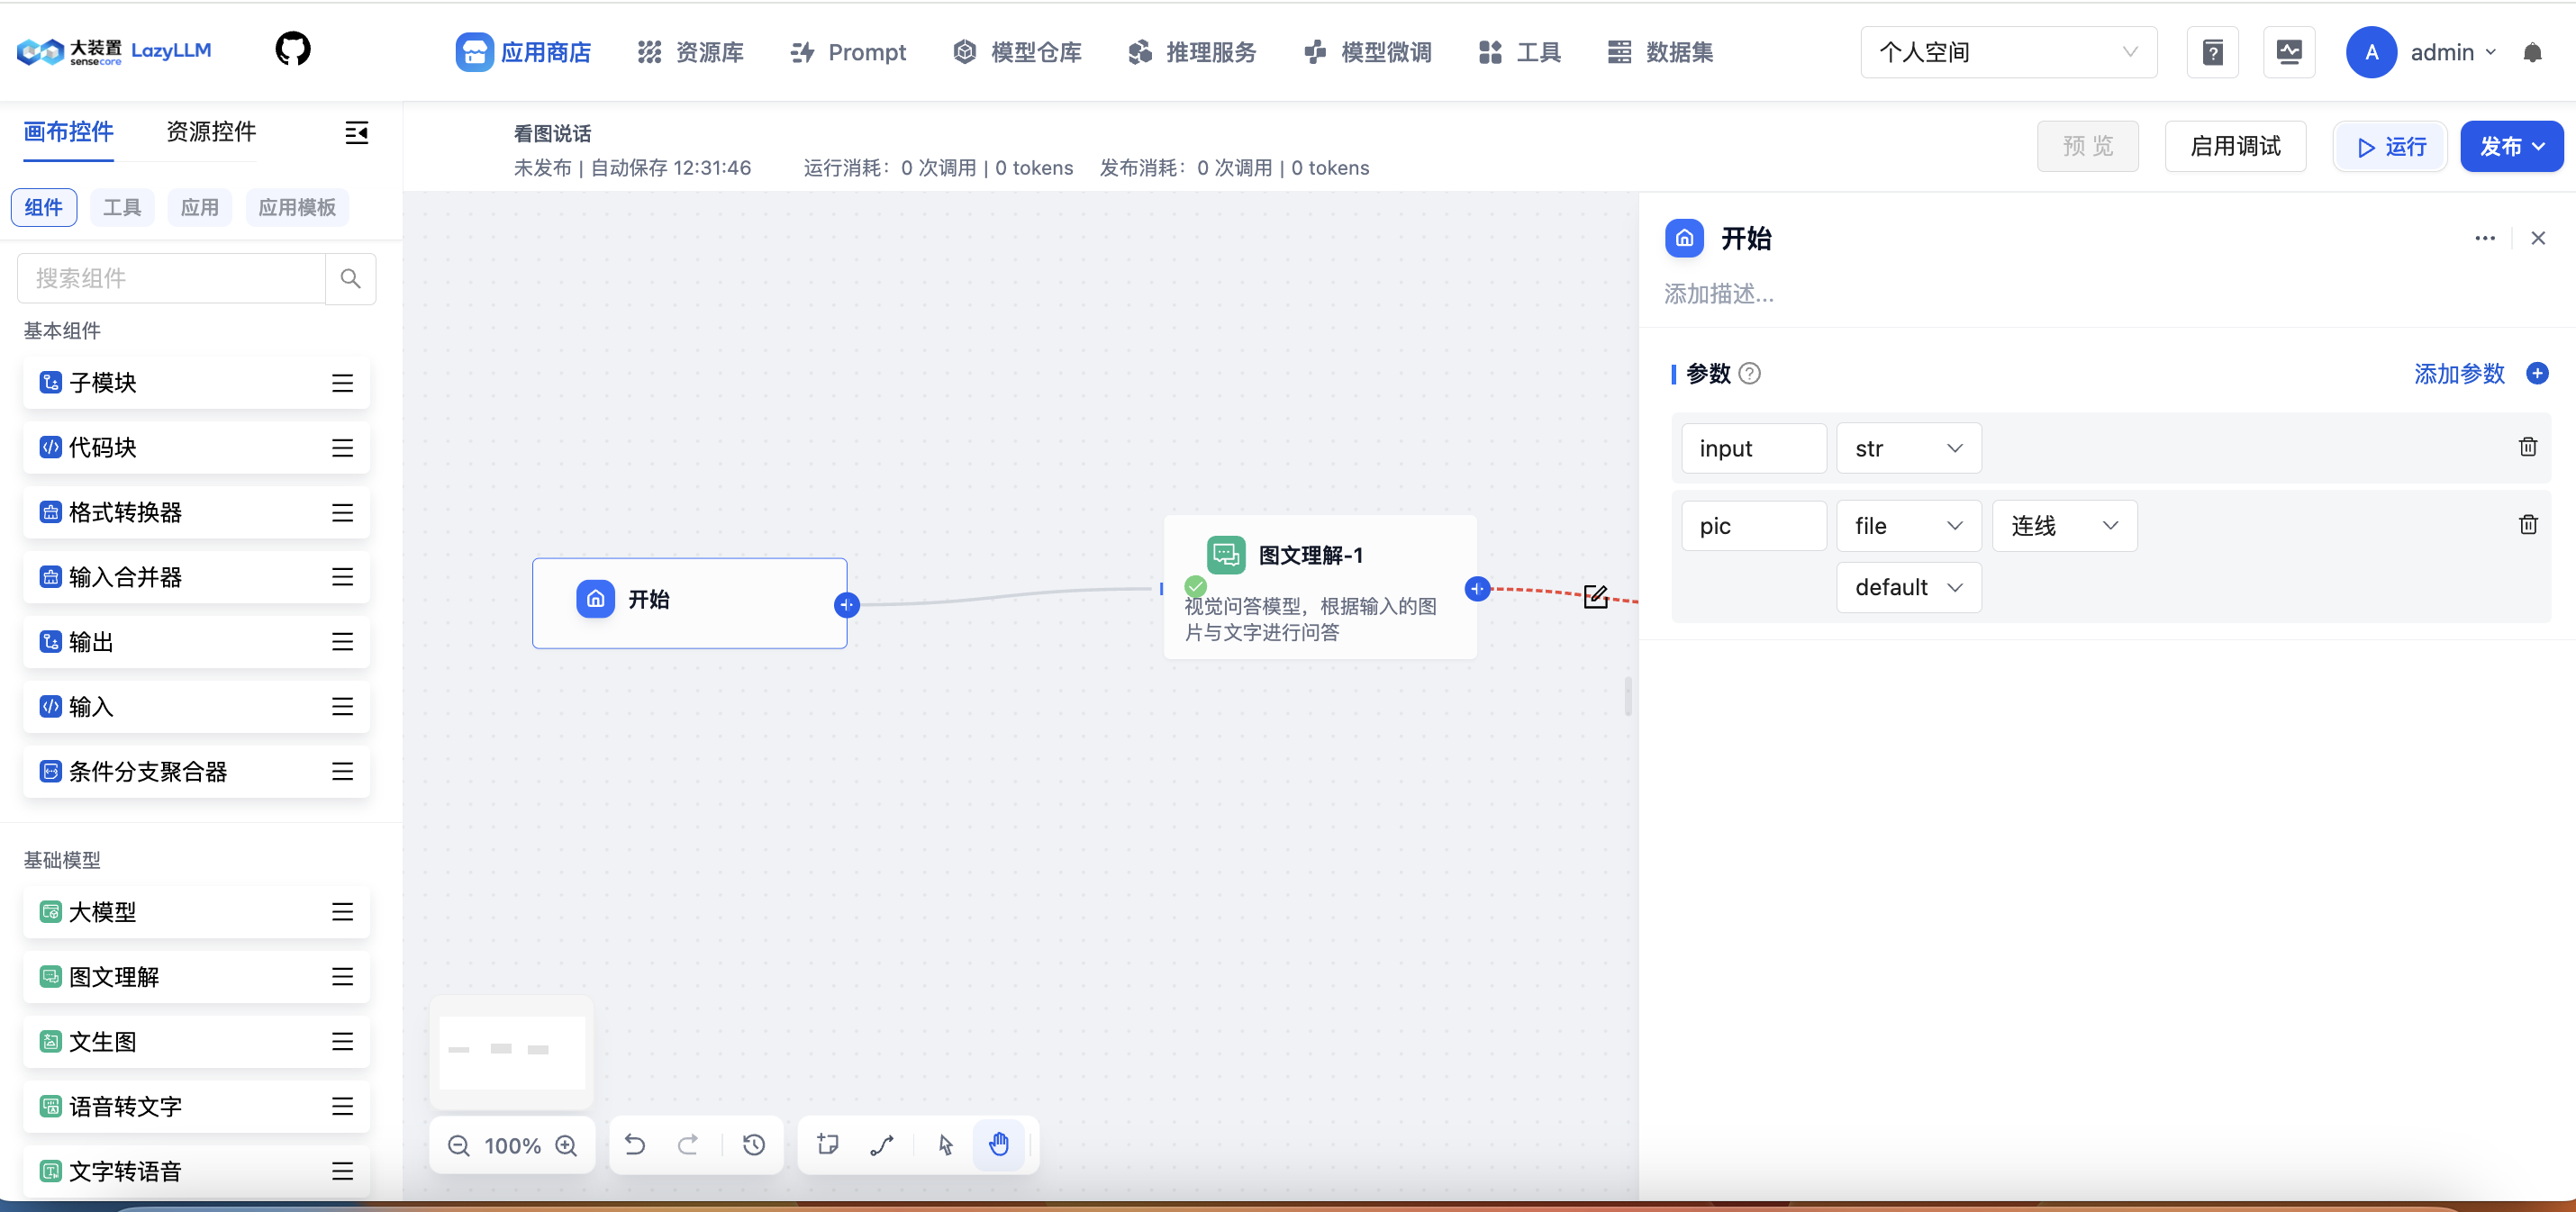 大装置 sensecore LazyLLM
应用商店
资源库
Prompt
模型仓库
推理服务
模型微调
工具
数据集
个人空间
A
admin
画布控件
资源控件
组件
工具
应用
应用模板
搜索组件
基本组件
子模块
代码块
格式转换器
输入合并器
输出
输入
条件分支聚合器
基础模型
大模型
图文理解
文生图
语音转文字
文字转语音
看图说话
未发布 | 自动保存 12:31:46
运行消耗：0 次调用 | 0 tokens
发布消耗：0 次调用 | 0 tokens
预 览
启用调试
运行
发布
开始
图文理解-1
视觉问答模型，根据输入的图
片与文字进行问答
100%
开始
添加描述...
参数
添加参数
input
str
pic
file
连线
default